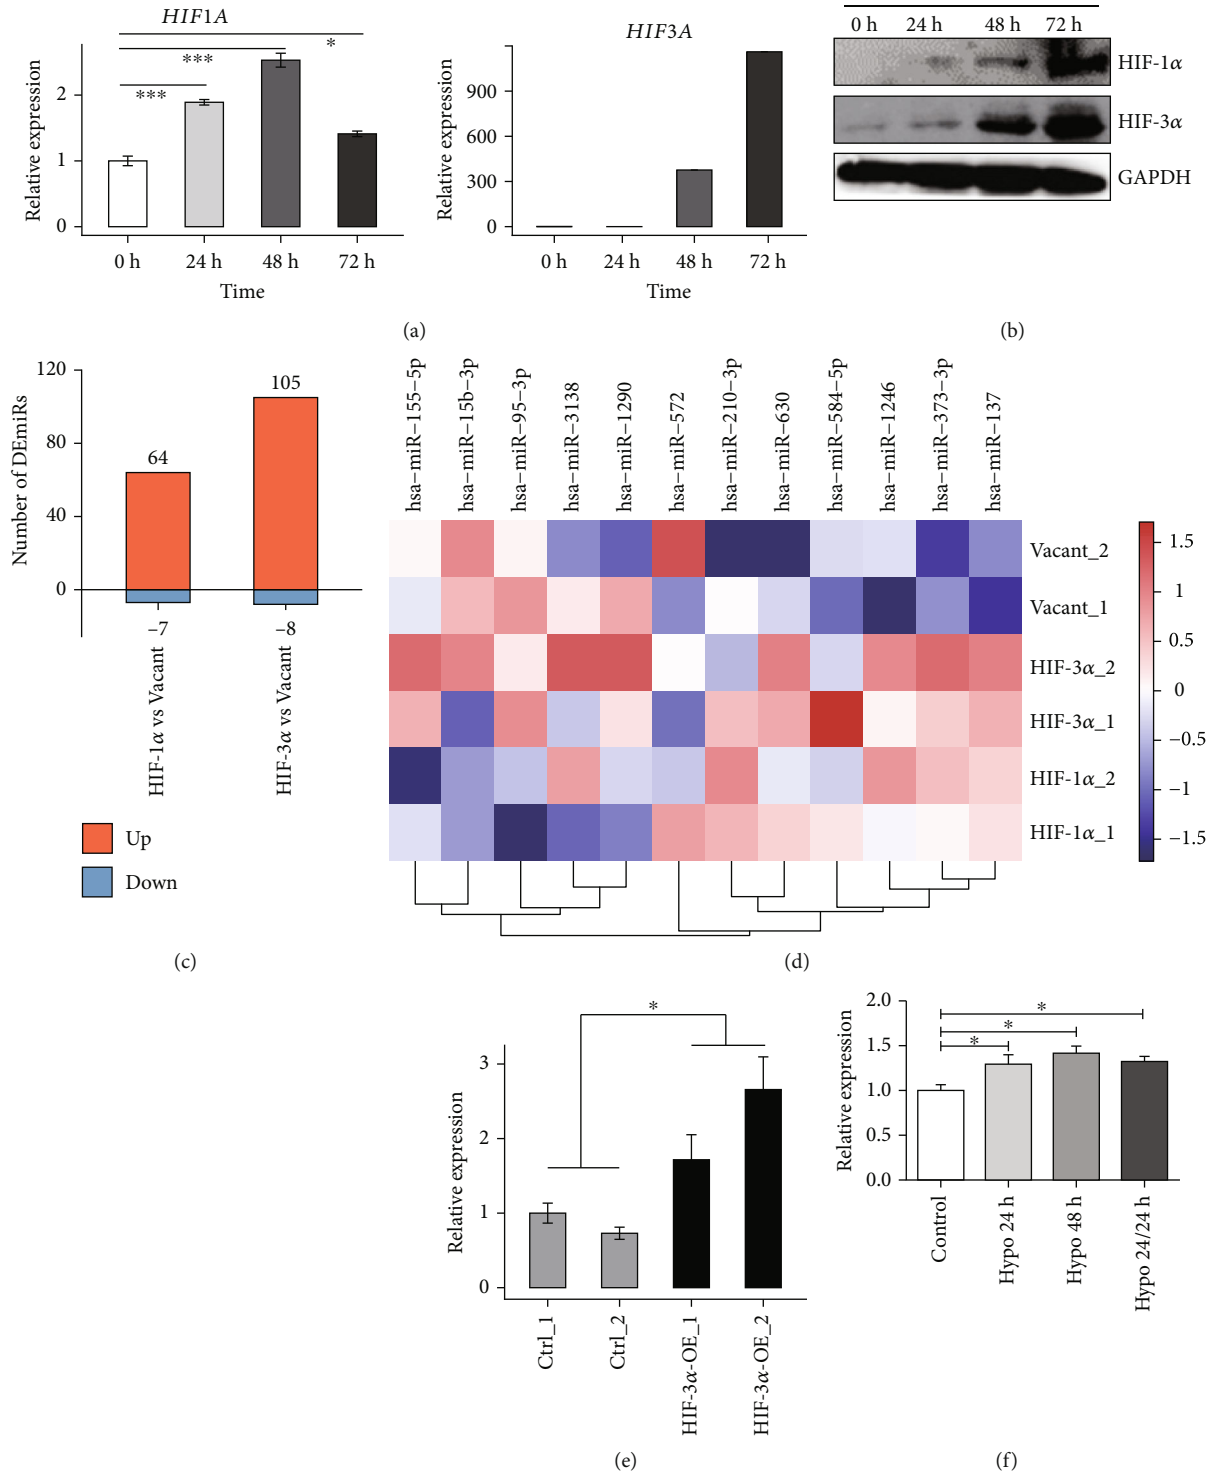 HIF1A
Relative expression
2
1
0
***
***
*
0 h
24 h
48 h
72 h
Time
HIF3A
Relative expression
900
600
300
0
0 h
24 h
48 h
72 h
Time
(a)
0 h
24 h
48 h
72 h
HIF-1α
HIF-3α
GAPDH
(b)
Number of DEmiRs
120
80
40
0
64
105
−7
−8
HIF-1α vs Vacant
HIF-3α vs Vacant
Up
Down
(c)
hsa−miR−155−5p
hsa−miR−15b−3p
hsa−miR−95−3p
hsa−miR−3138
hsa−miR−1290
hsa−miR−572
hsa−miR−210−3p
hsa−miR−630
hsa−miR−584−5p
hsa−miR−1246
hsa−miR−373−3p
hsa−miR−137
Vacant_2
Vacant_1
HIF-3α_2
HIF-3α_1
HIF-1α_2
HIF-1α_1
1.5
1
0.5
0
−0.5
−1
−1.5
(d)
Relative expression
3
2
1
0
*
Ctrl_1
Ctrl_2
HIF-3α-OE_1
HIF-3α-OE_2
(e)
Relative expression
2.0
1.5
1.0
0.5
0.0
*
*
*
Control
Hypo 24 h
Hypo 48 h
Hypo 24/24 h
(f)